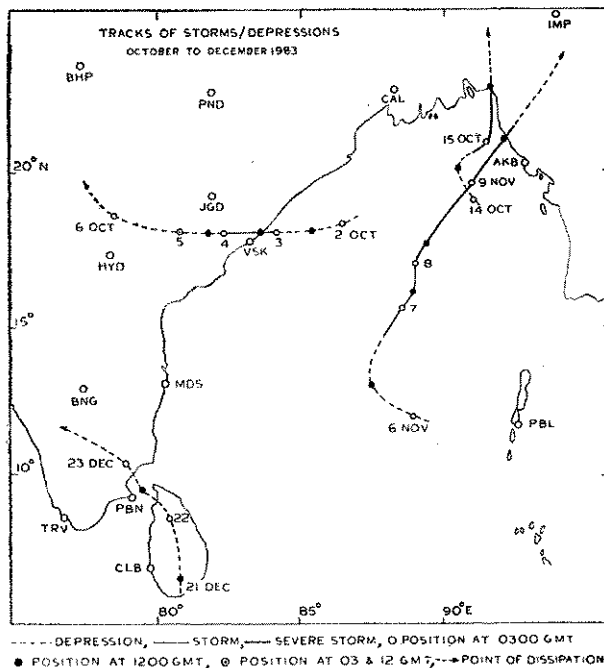 TRACKS OF STORMS/DEPRESSIONS
OCTOBER TO DECEMBER 1983
IMP
BHP
PND
CAL
15 OCT
AKB
20°
N
9 NOV
JGD
14 OCT
6 OCT
5
4
3
2 OCT
VSK
HYD
8
15°
7
MDS
BNG
6 NOV
PBL
10°
23 DEC
PBN
22
TRV
CLB
21 DEC
80°
85°
90°E
DEPRESSION, STORM, SEVERE STORM, POSITION AT 0300 GMT
POSITION AT 1200 GMT, POSITION AT 03 & 12 GMT, POINT OF DISSIPATION